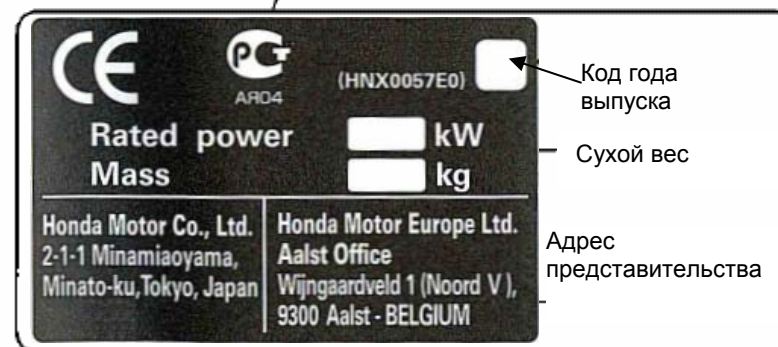 CE PCT (HNX0057E0)
АЯ04
Rated power kW
Mass kg
Honda Motor Co., Ltd.
2-1-1 Minamiaoyama,
Minato-ku,Tokyo, Japan
Honda Motor Europe Ltd.
Aalst Office
Wijngaardveld 1 (Noord V),
9300 Aalst - BELGIUM
Код года
выпуска
Сухой вес
Адрес
представительства